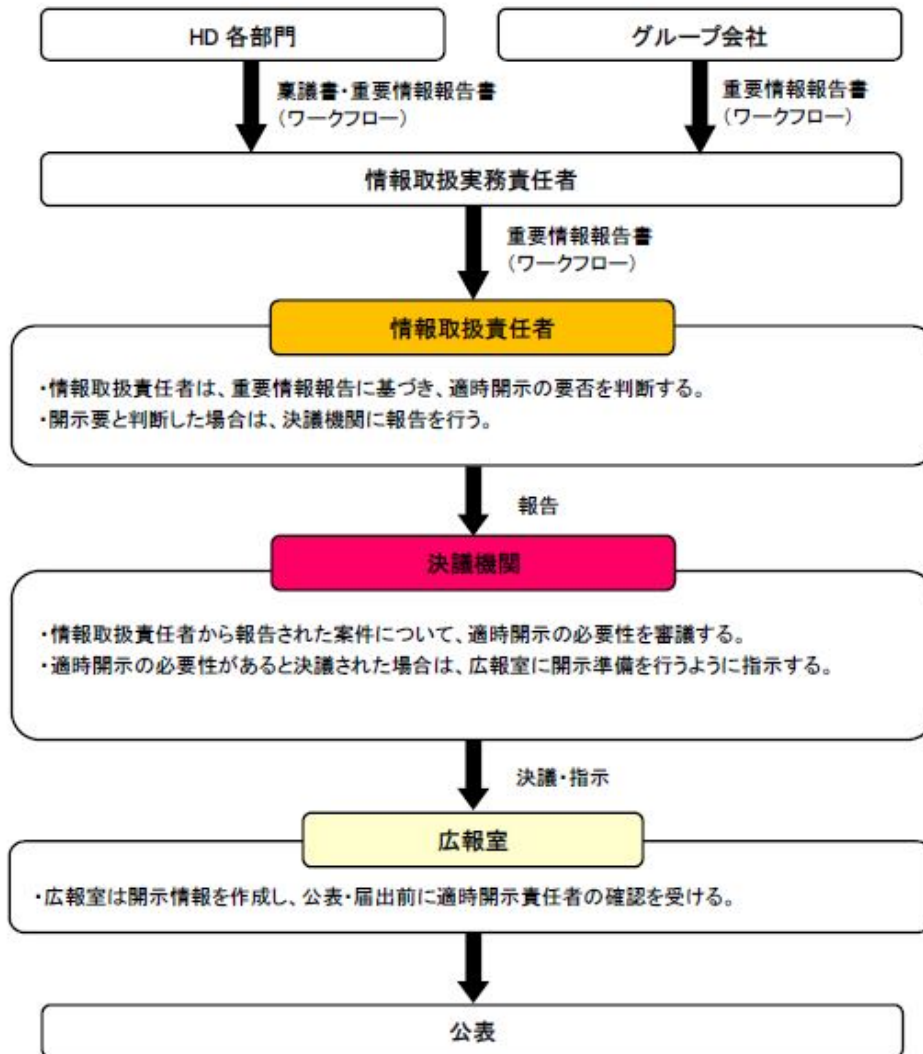 HD 各部門
グループ会社
稟議書・重要情報報告書
（ワークフロー）
重要情報報告書
（ワークフロー）
情報取扱実務責任者
重要情報報告書
（ワークフロー）
情報取扱責任者
・情報取扱責任者は、重要情報報告に基づき、適時開示の要否を判断する。
・開示要と判断した場合は、決議機関に報告を行う。
報告
決議機関
・情報取扱責任者から報告された案件について、適時開示の必要性を審議する。
・適時開示の必要性があると決議された場合は、広報室に開示準備を行うように指示する。
決議・指示
広報室
・広報室は開示情報を作成し、公表・届出前に適時開示責任者の確認を受ける。
公表